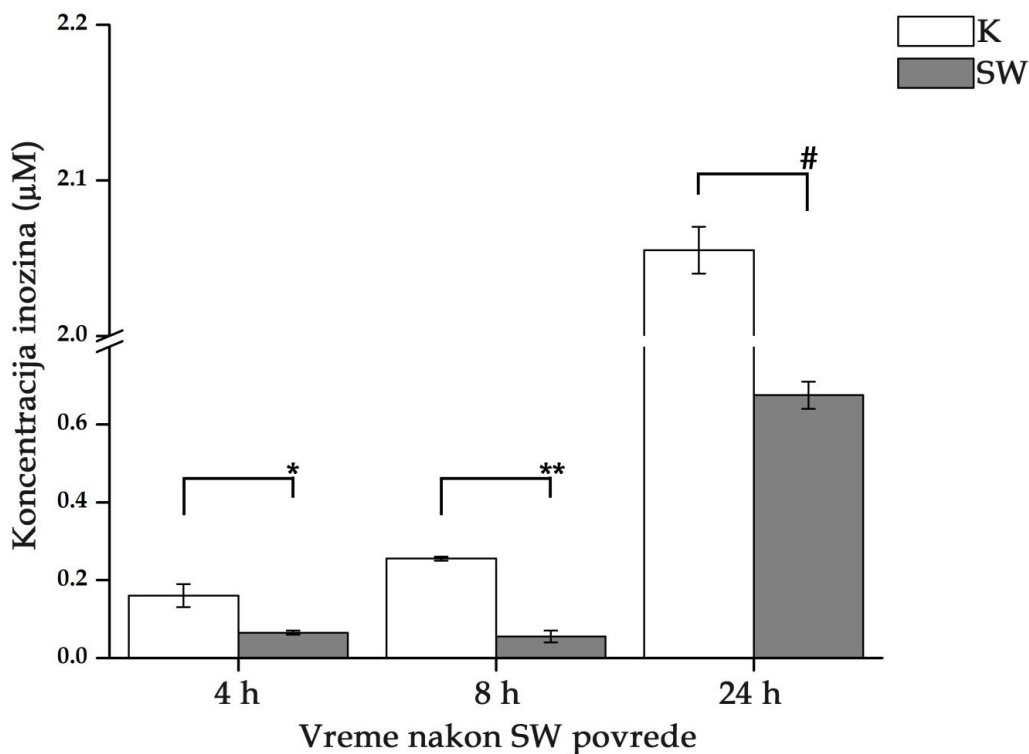 2.2
K
SW
2.1
#
2.0
0.6
*
**
0.4
0.2
0.0
4 h
8 h
24 h
Koncentracija inozina (μM)
Vreme nakon SW povrede